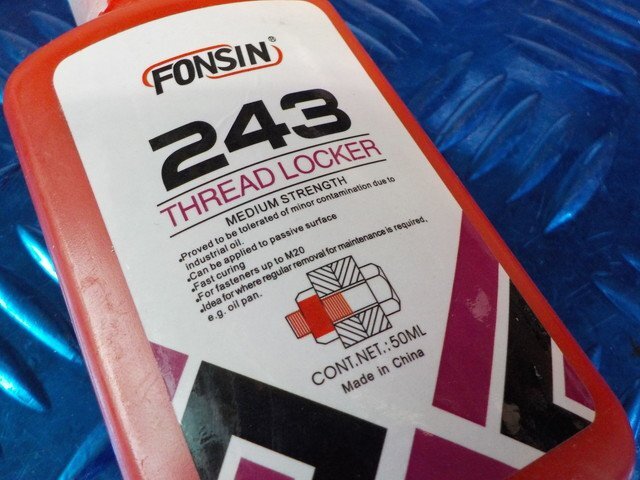 FONSIN®
243
THREAD LOCKER
MEDIUM STRENGTH
•Proved to be tolerated of minor contamination due to
industrial oil.
•Can be applied to passive surface
•Fast curing
•For fasteners up to M20
•Idea for where regular removal for maintenance is required,
e.g. oil pan.
CONT.NET.:50ML
Made in China